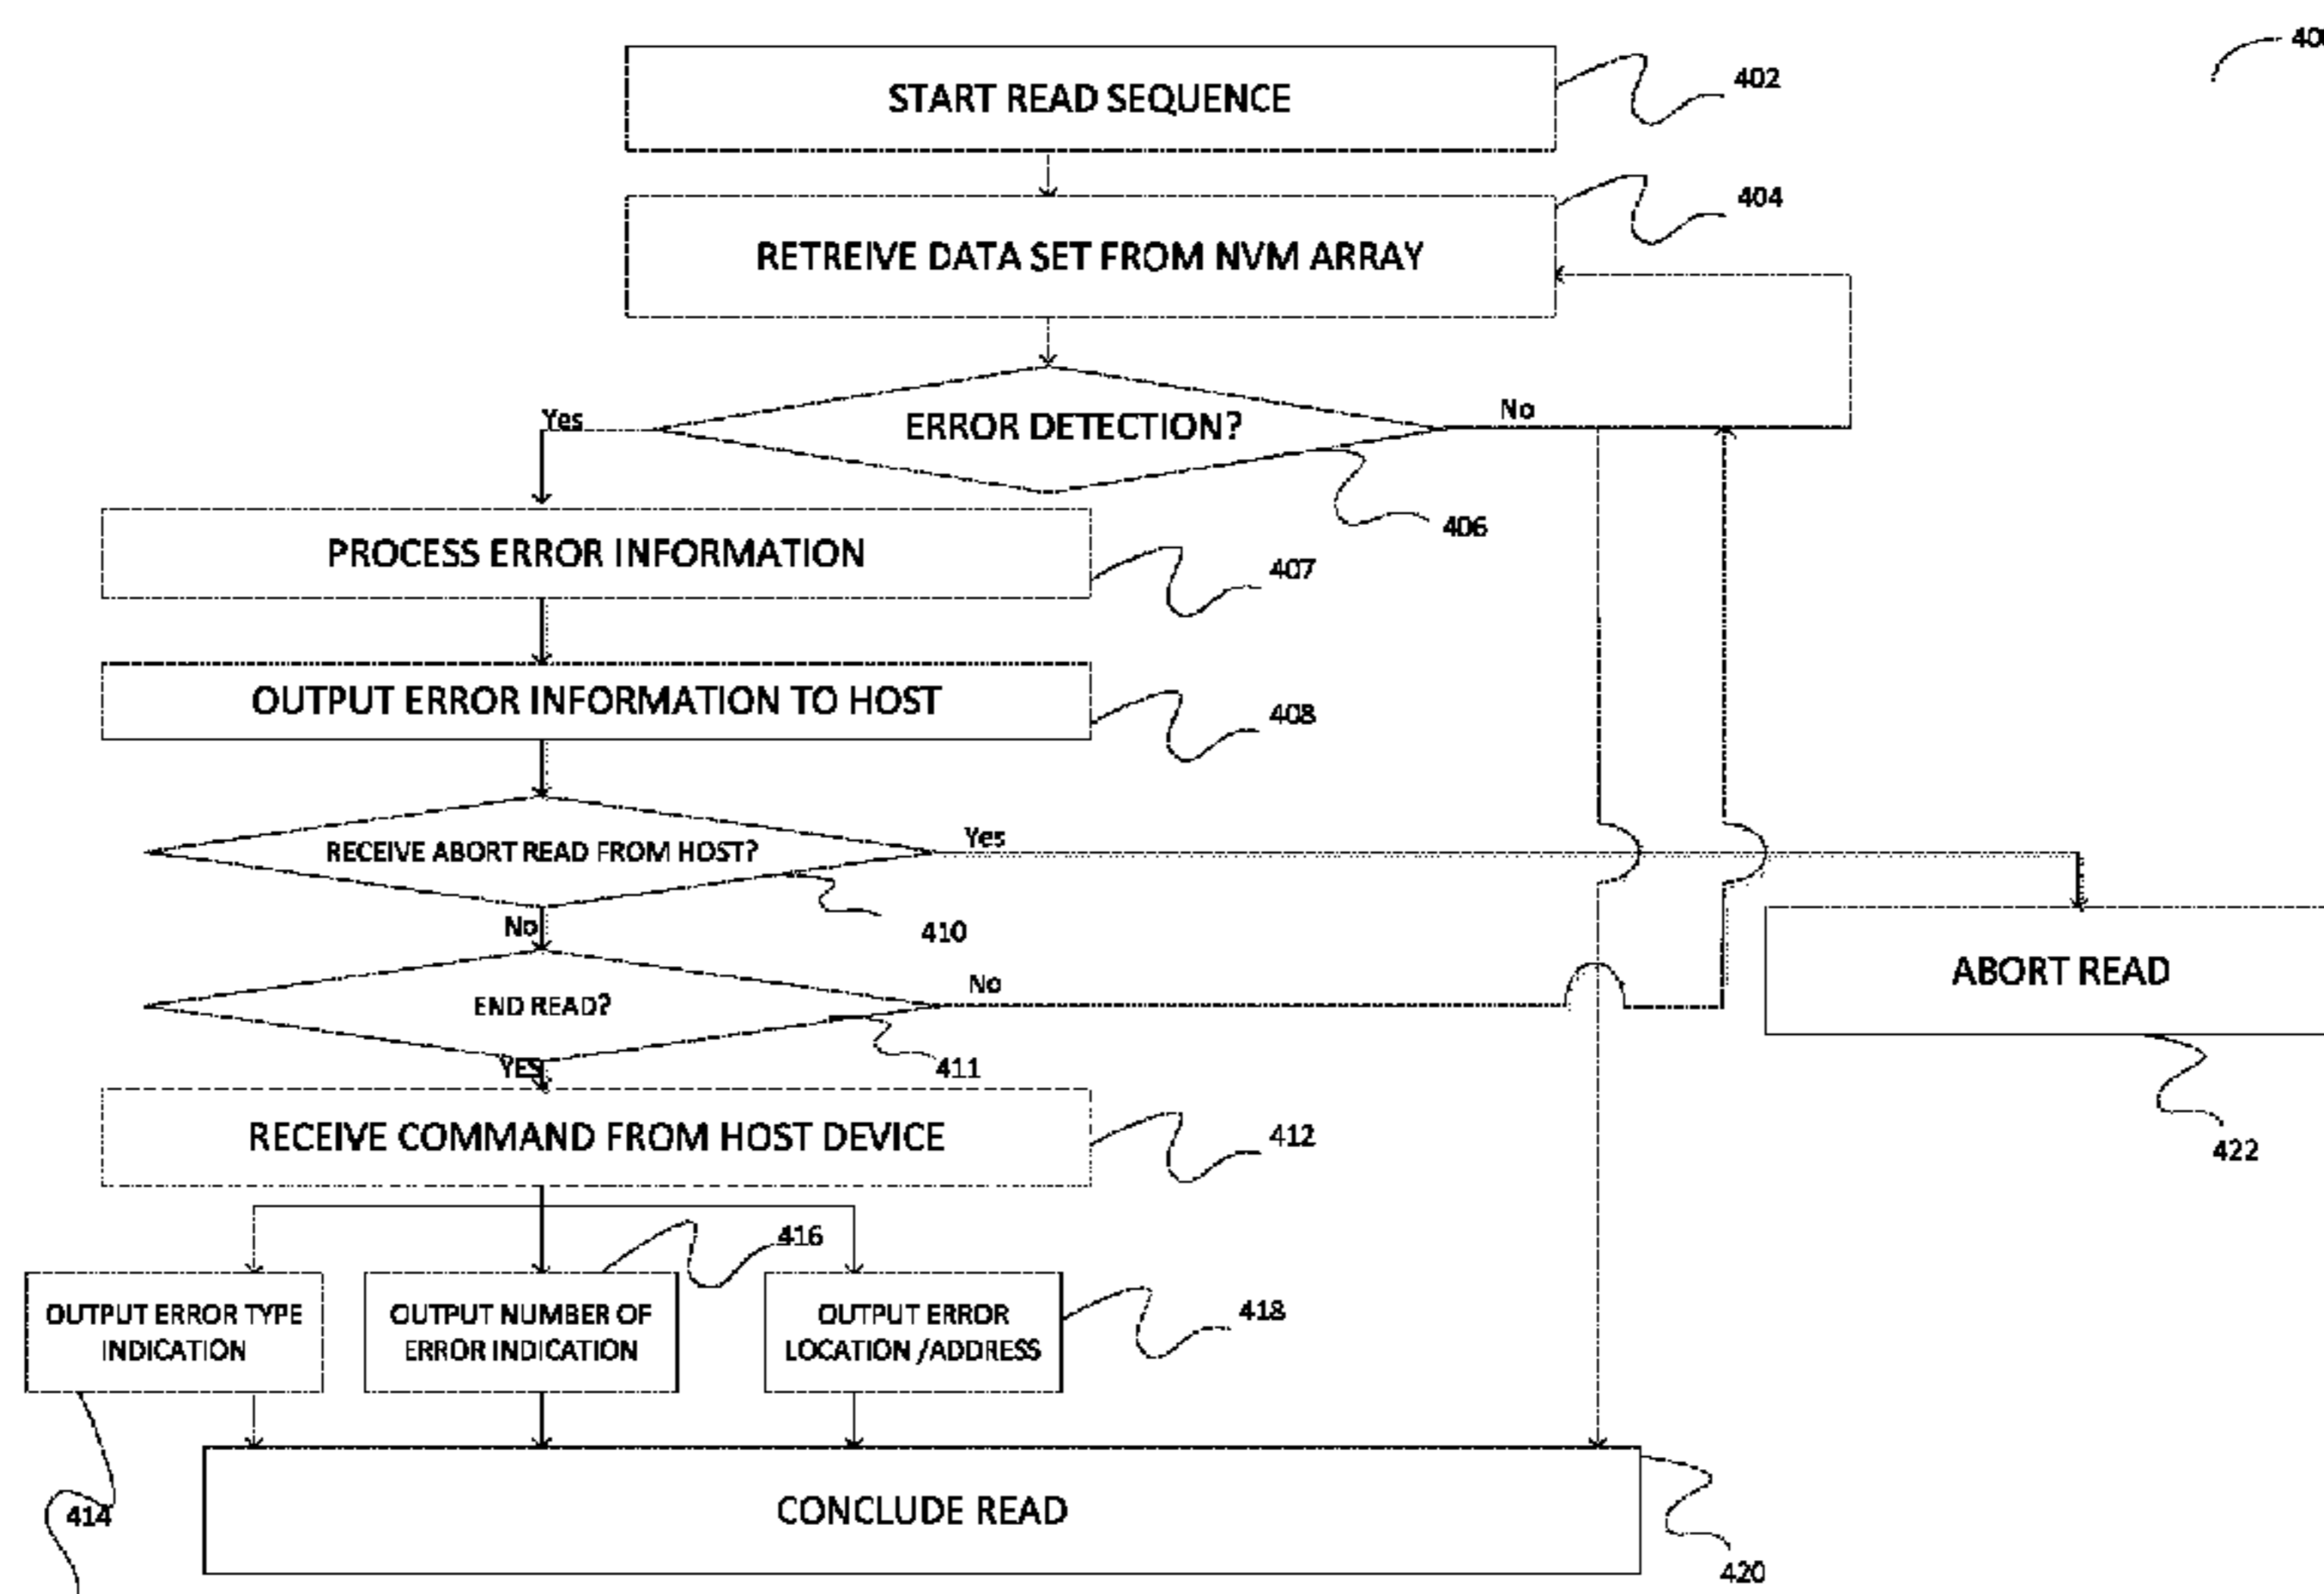 400
START READ SEQUENCE
402
RETREIVE DATA SET FROM NVM ARRAY
404
ERROR DETECTION?
Yes
No
406
PROCESS ERROR INFORMATION
407
OUTPUT ERROR INFORMATION TO HOST
408
RECEIVE ABORT READ FROM HOST?
Yes
410
No
ABORT READ
422
END READ?
No
411
YES
RECEIVE COMMAND FROM HOST DEVICE
412
416
OUTPUT ERROR TYPE
INDICATION
414
OUTPUT NUMBER OF
ERROR INDICATION
OUTPUT ERROR
LOCATION /ADDRESS
418
CONCLUDE READ
420